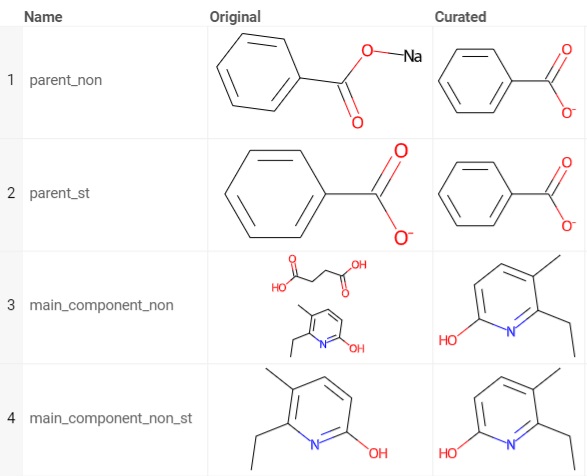 Name Original Curated
1 parent_non O Na O O O⁻
2 parent_st O O⁻ O O⁻
3 main_component_non O OH HO O N OH HO N
4 main_component_non_st N OH HO N